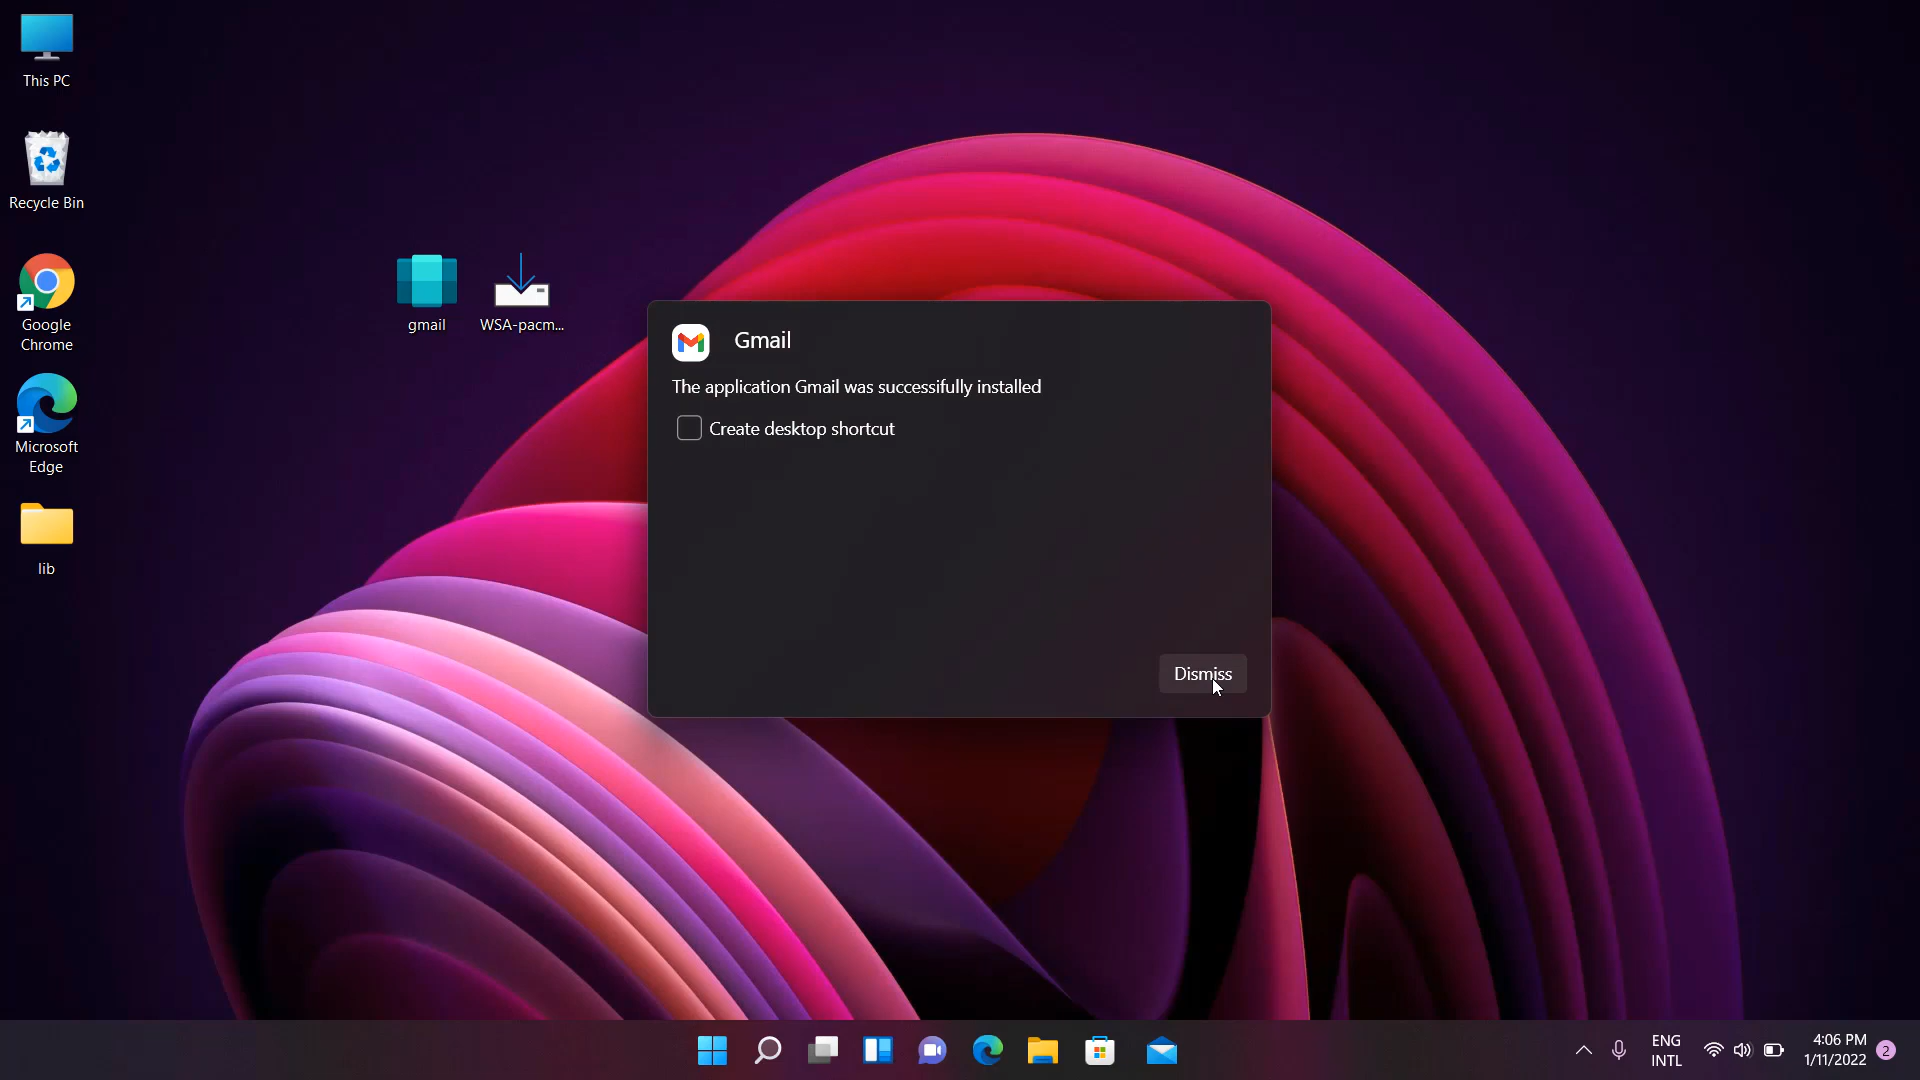 This PC
Recycle Bin
Google
Chrome
Microsoft
Edge
lib
gmail
WSA-pacm...
Gmail
The application Gmail was successifully installed
Create desktop shortcut
Dismiss
ENG
INTL
4:06 PM
1/11/2022
2